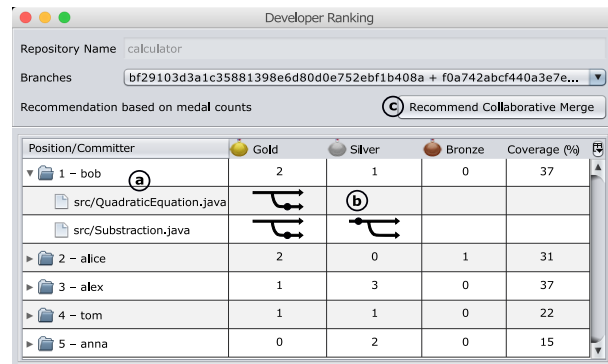 Developer Ranking
Repository Name calculator
Branches bf29103d3a1c35881398e6d80d0e752ebf1b408a + f0a742abcf440a3e7e...
Recommendation based on medal counts c Recommend Collaborative Merge
Position/Committer Gold Silver Bronze Coverage (%)
1 – bob 2 1 0 37
a
src/QuadraticEquation.java b
src/Substraction.java
2 – alice 2 0 1 31
3 – alex 1 3 0 37
4 – tom 1 1 0 22
5 – anna 0 2 0 15